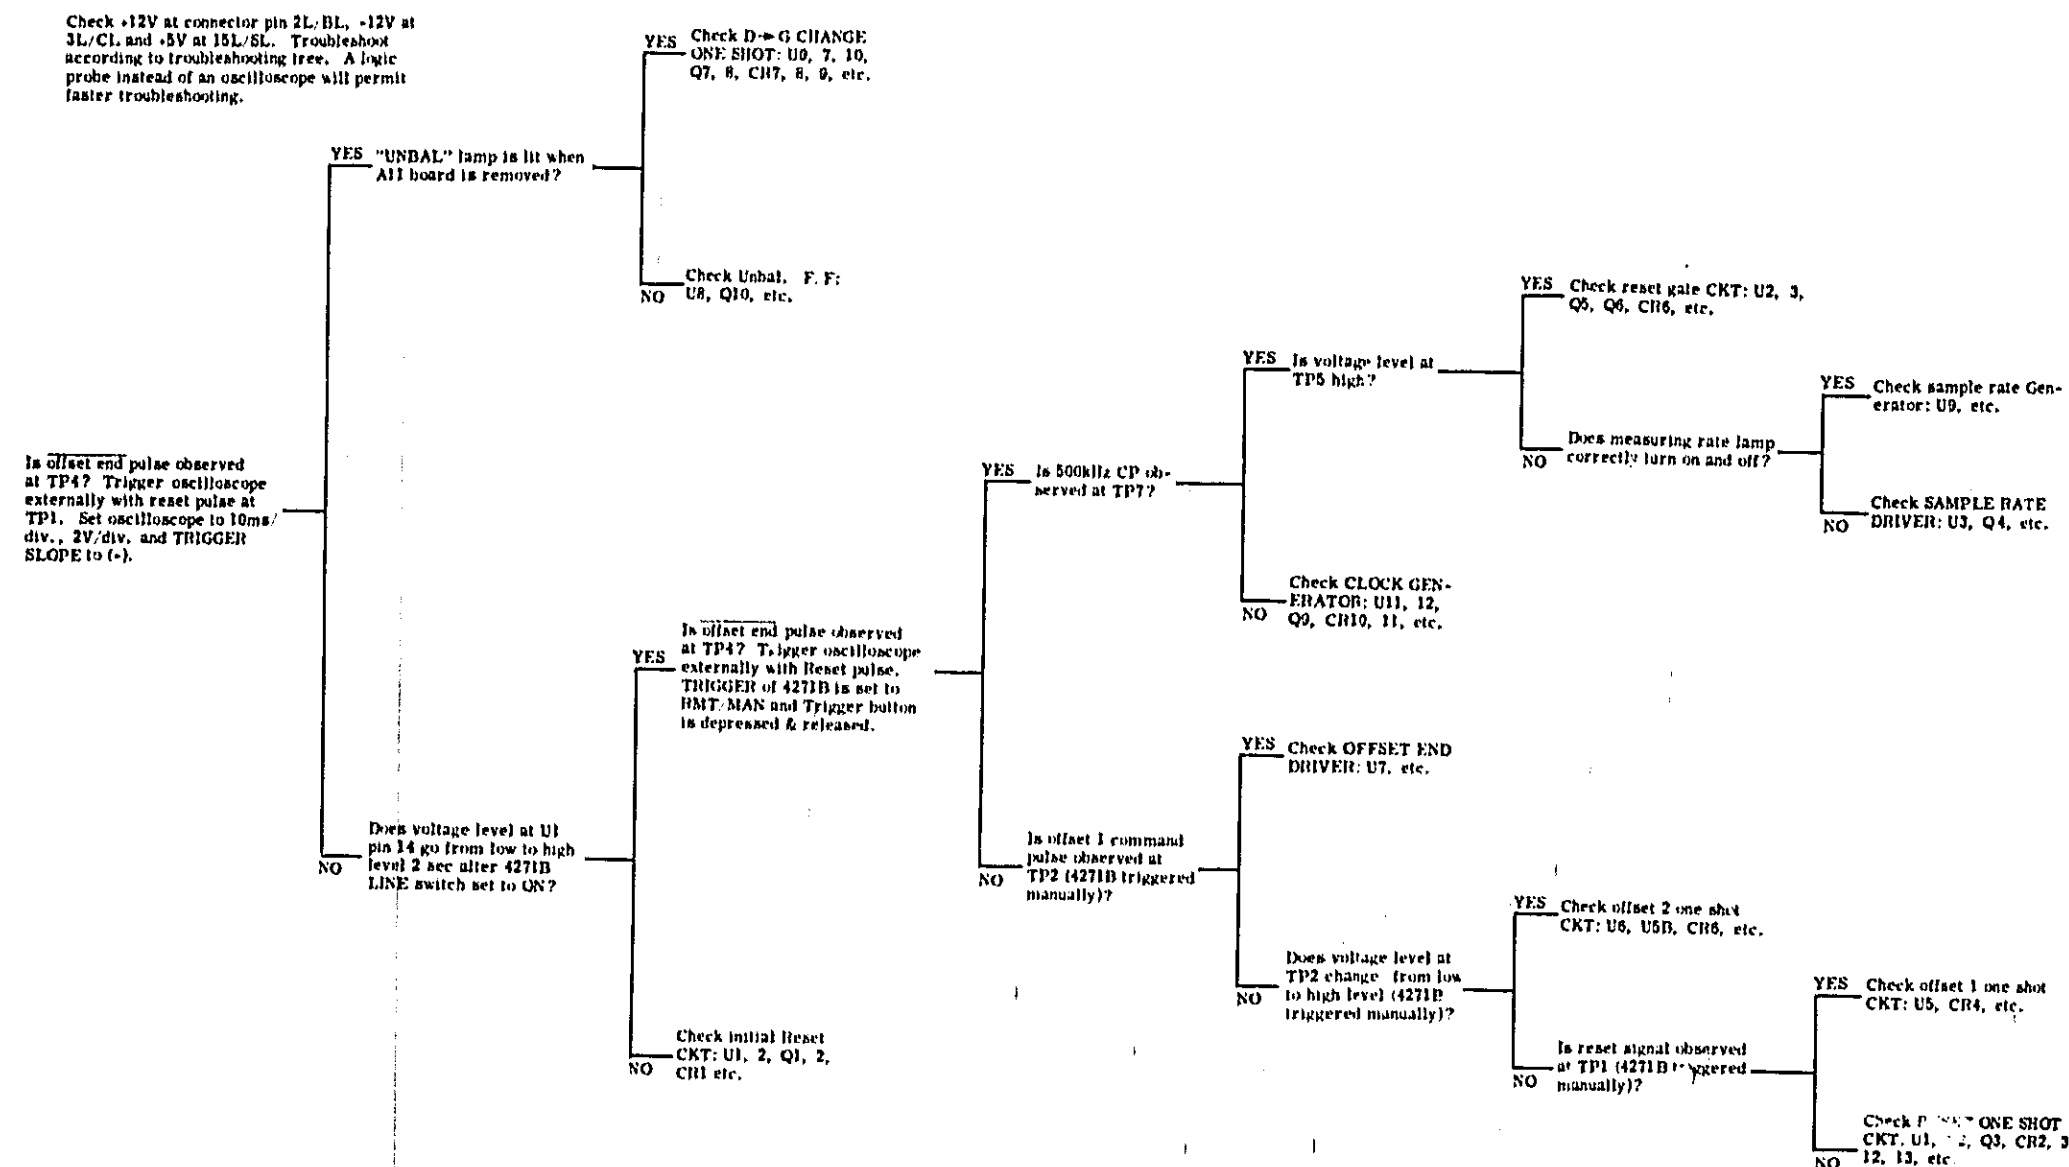 Check +12V at connector pin 2L/BL, -12V at
3L/CL and +5V at 15L/SL. Troubleshoot
according to troubleshooting tree. A logic
probe instead of an oscilloscope will permit
faster troubleshooting.
YES
Check D→G CHANGE
ONE SHOT: U0, 7, 10,
Q7, 8, CR7, 8, 9, etc.
YES
"UNBAL" lamp is lit when
A11 board is removed?
NO
Check Unbal. F. F:
U8, Q10, etc.
YES
Check reset gate CKT: U2, 3,
Q5, Q6, CR6, etc.
YES
Is voltage level at
TP5 high?
YES
Check sample rate Gen-
erator: U9, etc.
NO
Does measuring rate lamp
correctly turn on and off?
Is offset end pulse observed
at TP4? Trigger oscilloscope
externally with reset pulse at
TP1. Set oscilloscope to 10ms/
div., 2V/div. and TRIGGER
SLOPE to (-).
YES
Is 500kHz CP ob-
served at TP7?
NO
Check SAMPLE RATE
DRIVER: U3, Q4, etc.
NO
Check CLOCK GEN-
ERATOR: U11, 12,
Q9, CR10, 11, etc.
YES
Is offset end pulse observed
at TP4? Trigger oscilloscope
externally with Reset pulse.
TRIGGER of 4271B is set to
RMT/MAN and Trigger button
is depressed & released.
YES
Check OFFSET END
DRIVER: U7, etc.
NO
Does voltage level at U1
pin 14 go from low to high
level 2 sec after 4271B
LINE switch set to ON?
NO
Is offset 1 command
pulse observed at
TP2 (4271B triggered
manually)?
YES
Check offset 2 one shot
CKT: U6, U5B, CR6, etc.
NO
Does voltage level at
TP2 change from low
to high level (4271B
triggered manually)?
YES
Check offset 1 one shot
CKT: U5, CR4, etc.
NO
Check initial Reset
CKT: U1, 2, Q1, 2,
CR1 etc.
NO
Is reset signal observed
at TP1 (4271B triggered
manually)?
NO
Check ONE SHOT
CKT. U1, Q3, CR2, 3
12, 13, etc.